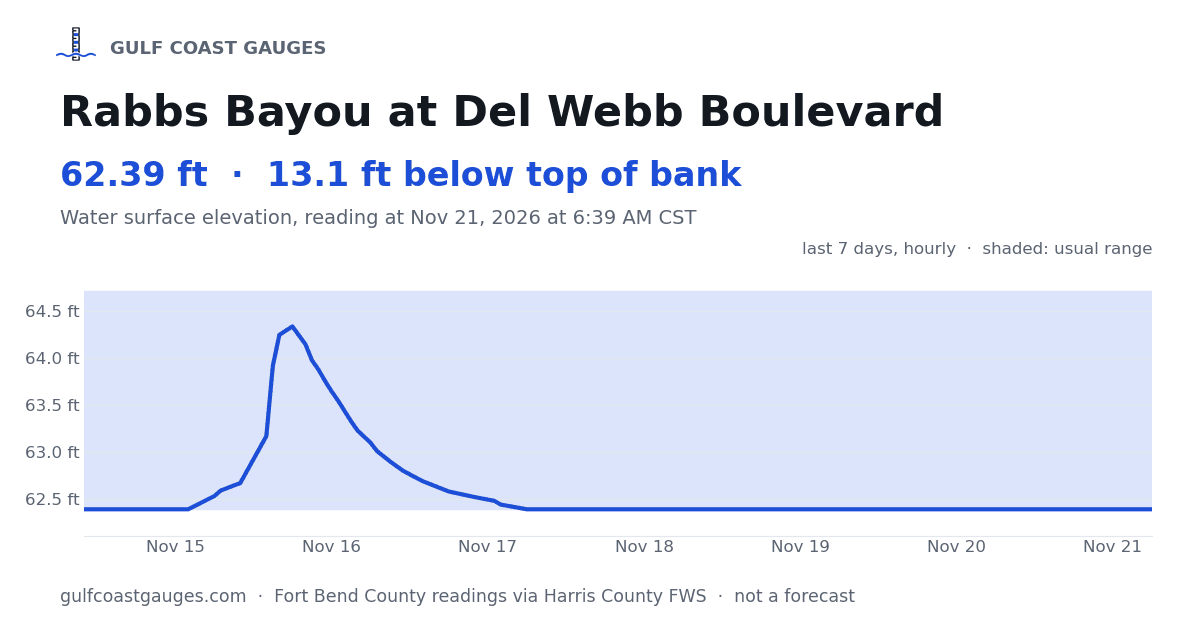 GULF COAST GAUGES
Rabbs Bayou at Del Webb Boulevard
62.39 ft · 13.1 ft below top of bank
Water surface elevation, reading at Nov 21, 2026 at 6:39 AM CST
last 7 days, hourly · shaded: usual range
64.5 ft
64.0 ft
63.5 ft
63.0 ft
62.5 ft
Nov 15 Nov 16 Nov 17 Nov 18 Nov 19 Nov 20 Nov 21
gulfcoastgauges.com · Fort Bend County readings via Harris County FWS · not a forecast